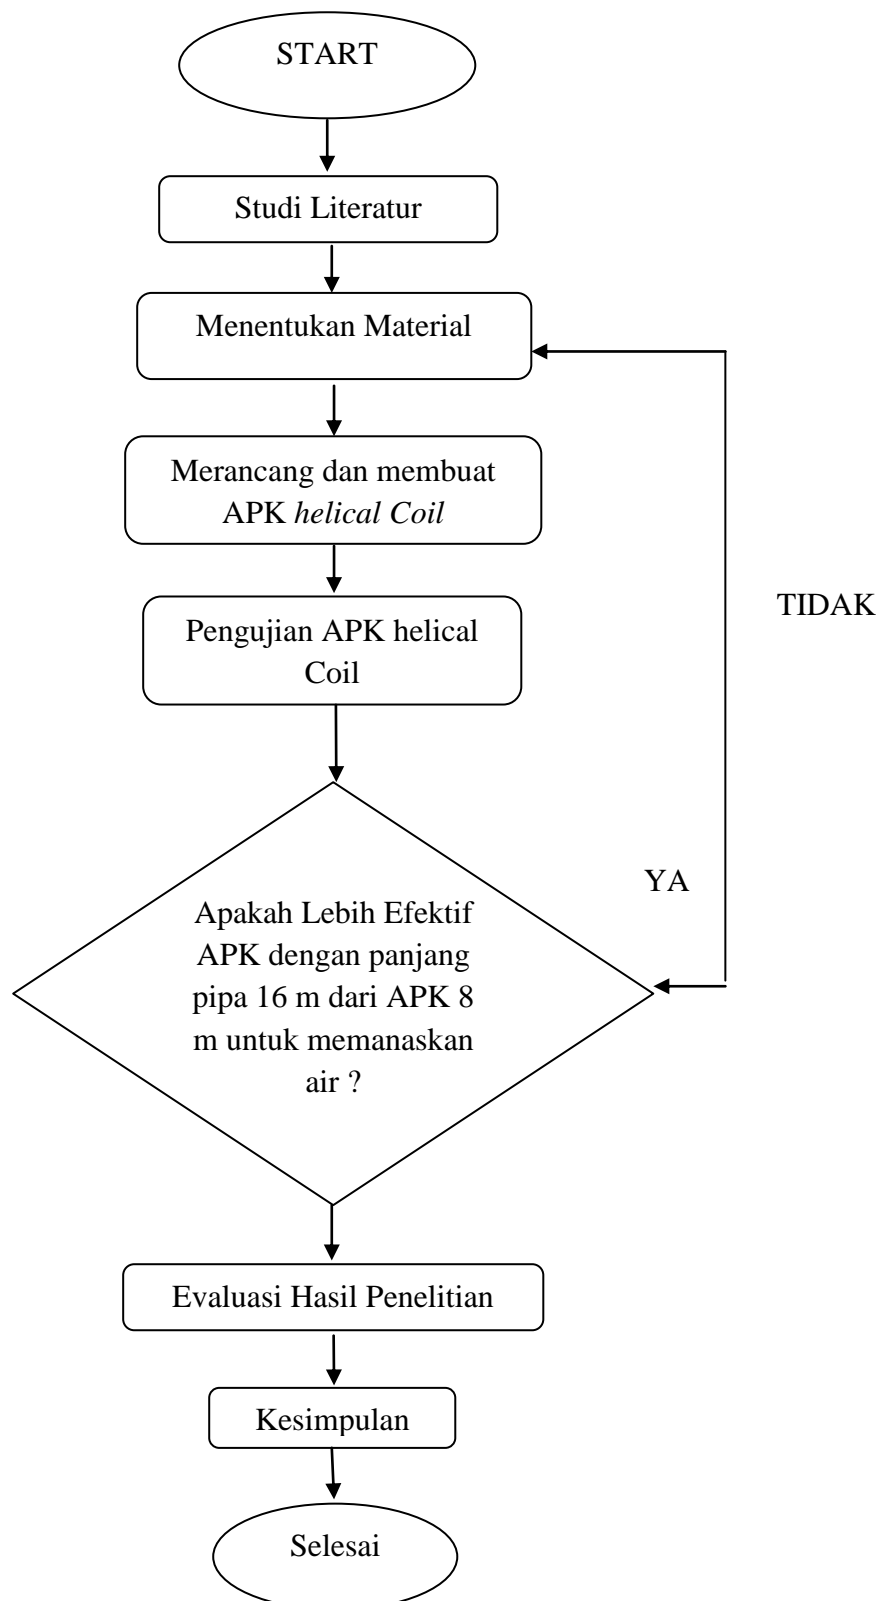 START
Studi Literatur
Menentukan Material
Merancang dan membuat
APK helical Coil
Pengujian APK helical
Coil
TIDAK
YA
Apakah Lebih Efektif
APK dengan panjang
pipa 16 m dari APK 8
m untuk memanaskan
air ?
Evaluasi Hasil Penelitian
Kesimpulan
Selesai